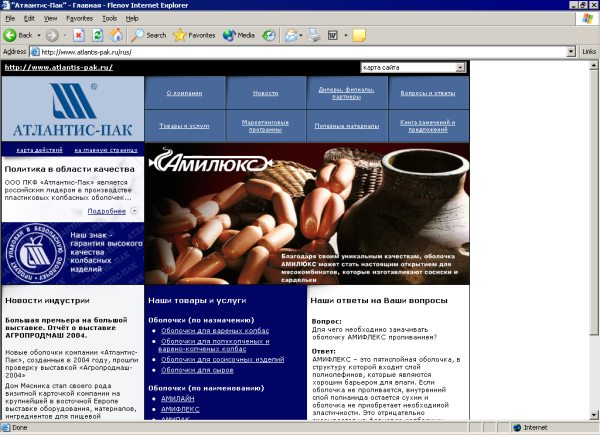 "Атлантис-Пак" - Главная - Flenov Internet Explorer
File Edit View Favorites Tools Help
Back Search Favorites Media
Address http://www.atlantis-pak.ru/rus/ Links
http://www.atlantis-pak.ru/
карта сайта
АТЛАНТИС-ПАК
О компании
Новости
Дилеры, филиалы,
партнеры
Вопросы и ответы
Товары и услуги
Маркетинговые
программы
Полезные материалы
Книга замечаний и
предложений
карта действий на главную страницу
Политика в области качества
ООО ПКФ «Атлантис-Пак» является
российским лидером в производстве
пластиковых колбасных оболочек...
Подробнее
Наш знак -
гарантия высокого
качества
колбасных
изделий
Амилюкс
Благодаря своим уникальным качествам, оболочка
АМИЛЮКС может стать настоящим открытием для
мясокомбинатов, которые изготавливают сосиски и
сардельки
Новости индустрии
Большая премьера на большой
выставке. Отчёт о выставке
АГРОПРОДМАШ 2004.
Новые оболочки компании «Атлантис-
Пак», созданные в 2004 году, прошли
проверку выставкой «Агропродмаш-
2004»
Дом Мясника стал своего рода
визитной карточкой компании на
крупнейшей в восточной Европе
выставке оборудования, материалов,
ингредиентов для пищевой
Наши товары и услуги
Оболочки (по назначению)
Оболочки для вареных колбас
Оболочки для полукопченых и
варено-копченых колбас
Оболочки для сосисочных изделий
Оболочки для сыров
Оболочки (по наименованию)
АМИЛАЙН
АМИФЛЕКС
АМИПАК
Наши ответы на Ваши вопросы
Вопрос:
Для чего необходимо замачивать
оболочку АМИФЛЕКС проливанием?
Ответ:
АМИФЛЕКС – это пятислойная оболочка, в
структуру которой входит слой
полиолефинов, которые являются
хорошим барьером для влаги. Если
оболочка не проливается, внутренний
слой полиамида остается сухим и
оболочка не приобретает необходимой
эластичности. Это отрицательно
Done Internet